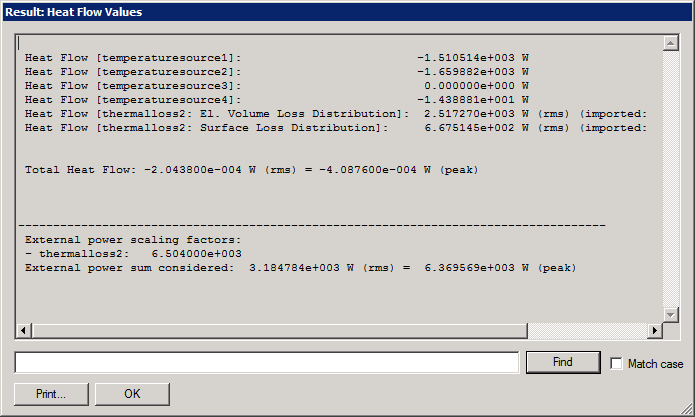 Result: Heat Flow Values
Heat Flow [temperaturesource1]: -1.510514e+003 W
Heat Flow [temperaturesource2]: -1.659882e+003 W
Heat Flow [temperaturesource3]: 0.000000e+000 W
Heat Flow [temperaturesource4]: -1.438881e+001 W
Heat Flow [thermalloss2: El. Volume Loss Distribution]: 2.517270e+003 W (rms) (imported:
Heat Flow [thermalloss2: Surface Loss Distribution]: 6.675145e+002 W (rms) (imported:
Total Heat Flow: -2.043800e-004 W (rms) = -4.087600e-004 W (peak)
--------------------------------------------------------------------------------
External power scaling factors:
- thermalloss2: 6.504000e+003
External power sum considered: 3.184784e+003 W (rms) = 6.369569e+003 W (peak)
Find
Match case
Print...
OK